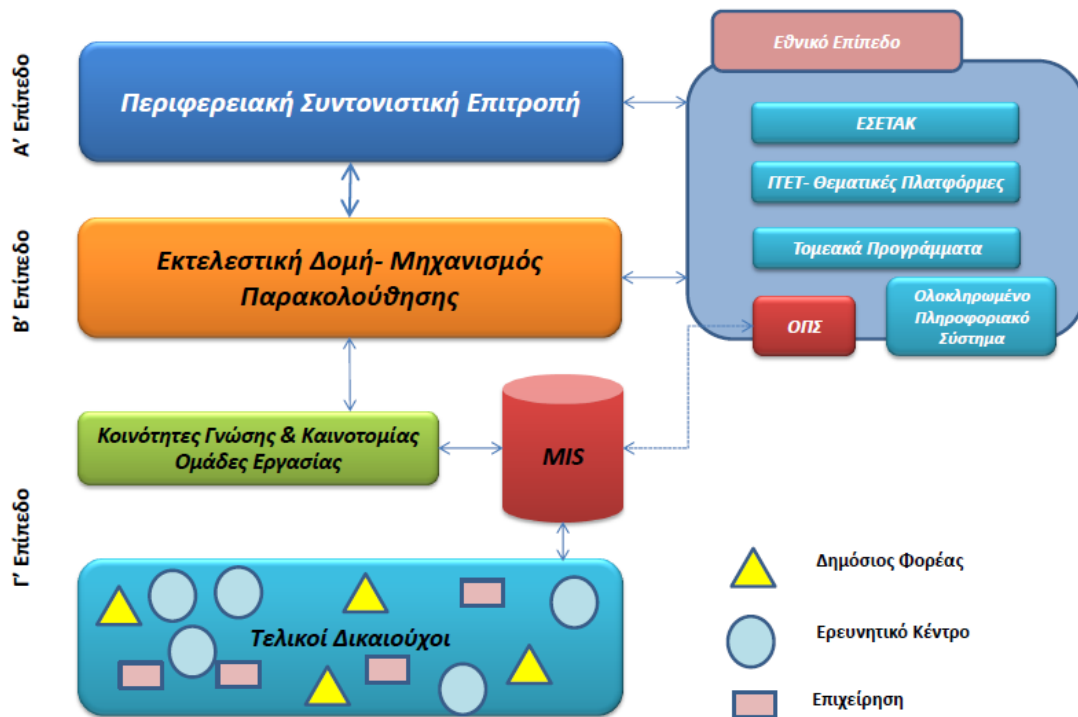 Εθνικό Επίπεδο
Α’ Επίπεδο
Περιφερειακή Συντονιστική Επιτροπή
ΕΣΕΤΑΚ
ΓΓΕΤ- Θεματικές Πλατφόρμες
Β’ Επίπεδο
Εκτελεστική Δομή- Μηχανισμός
Παρακολούθησης
Τομεακά Προγράμματα
ΟΠΣ
Ολοκληρωμένο
Πληροφοριακό
Σύστημα
Γ’ Επίπεδο
Κοινότητες Γνώσης & Καινοτομίας
Ομάδες Εργασίας
MIS
Τελικοί Δικαιούχοι
Δημόσιος Φορέας
Ερευνητικό Κέντρο
Επιχείρηση